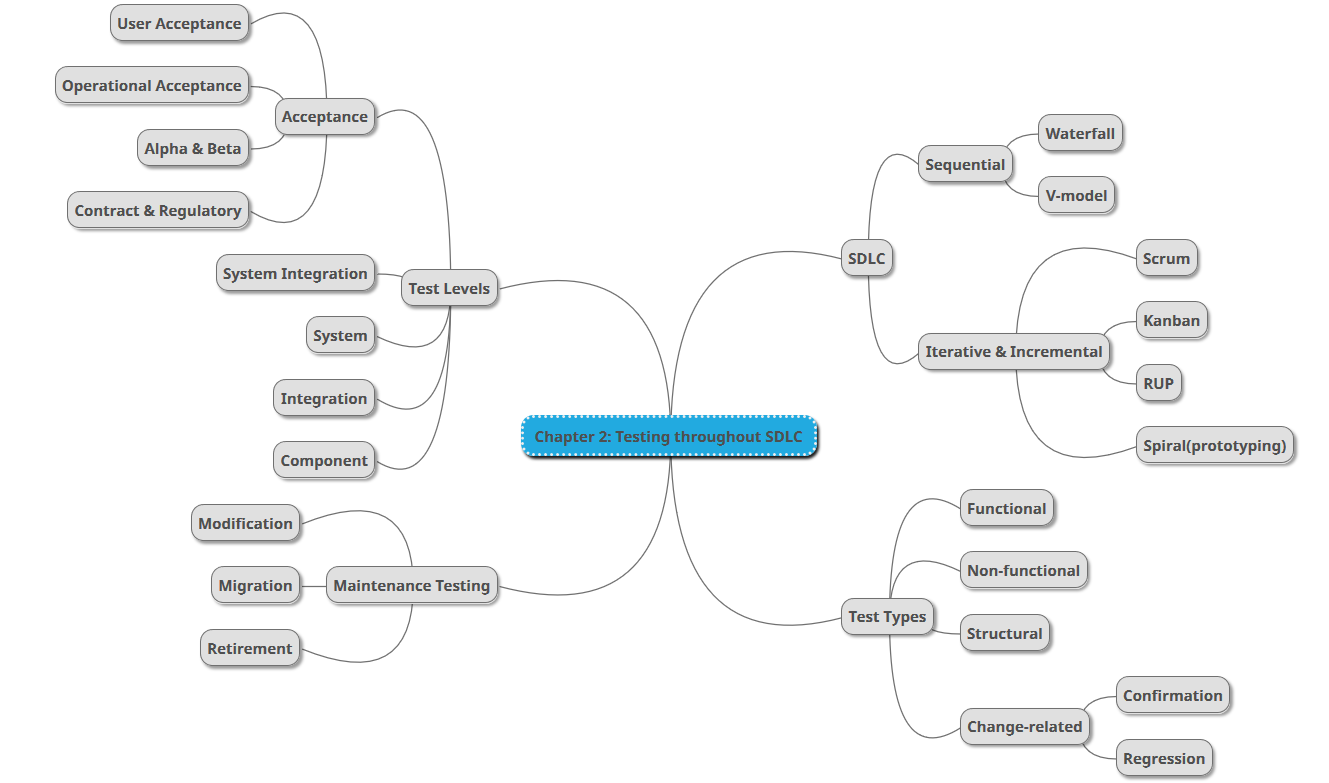 Chapter 2: Testing throughout SDLC
SDLC
Sequential
Waterfall
V-model
Iterative & Incremental
Scrum
Kanban
RUP
Spiral(prototyping)
Test Types
Functional
Non-functional
Structural
Change-related
Confirmation
Regression
Test Levels
Acceptance
User Acceptance
Operational Acceptance
Alpha & Beta
Contract & Regulatory
System Integration
System
Integration
Component
Maintenance Testing
Modification
Migration
Retirement